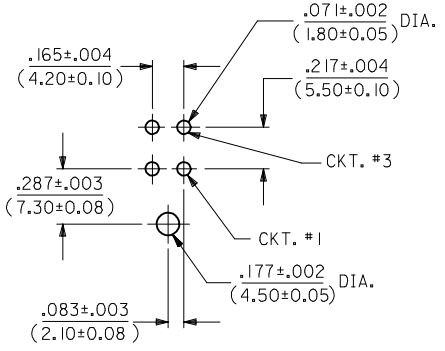 .071±.002 DIA.
(1.80±0.05)
.165±.004
(4.20±0.10)
.217±.004
(5.50±0.10)
CKT. #3
.287±.003
(7.30±0.08)
CKT. #1
.177±.002 DIA.
(4.50±0.05)
.083±.003
(2.10±0.08)